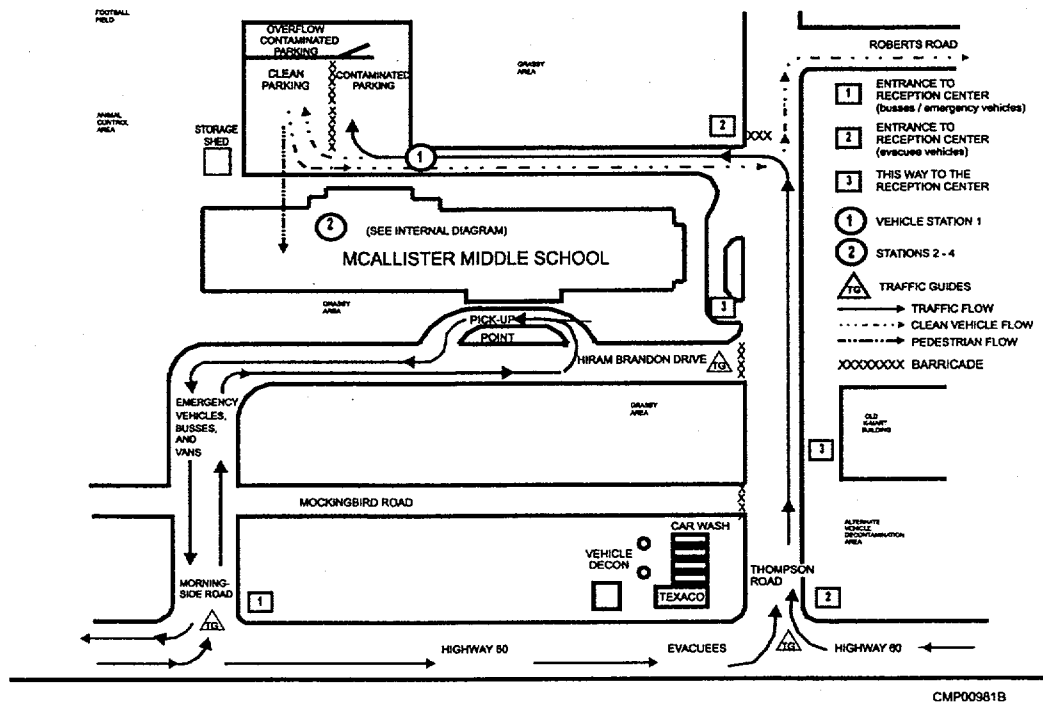 FOOTBALL
FIELD
OVERFLOW
CONTAMINATED
PARKING
CLEAN
PARKING
CONTAMINATED
PARKING
GRASSY
AREA
ROBERTS ROAD
ANIMAL
CONTROL
AREA
STORAGE
SHED
1
2
XXX
1
ENTRANCE TO
RECEPTION CENTER
(busses / emergency vehicles)
2
ENTRANCE TO
RECEPTION CENTER
(evacuee vehicles)
3
THIS WAY TO THE
RECEPTION CENTER
1
VEHICLE STATION 1
2
STATIONS 2 - 4
TG
TRAFFIC GUIDES
TRAFFIC FLOW
CLEAN VEHICLE FLOW
PEDESTRIAN FLOW
XXXXXXXX BARRICADE
2
(SEE INTERNAL DIAGRAM)
MCALLISTER MIDDLE SCHOOL
GRASSY
AREA
3
PICK-UP
POINT
HIRAM BRANDON DRIVE
TG
EMERGENCY
VEHICLES,
BUSSES,
AND
VANS
GRASSY
AREA
OLD
K-MART
BUILDING
3
MOCKINGBIRD ROAD
CAR WASH
VEHICLE
DECON
TEXACO
ALTERNATE
VEHICLE
DECONTAMINATION
AREA
THOMPSON
ROAD
MORNING-
SIDE ROAD
1
2
TG
HIGHWAY 60
EVACUEES
TG
HIGHWAY 60
CMP00981B